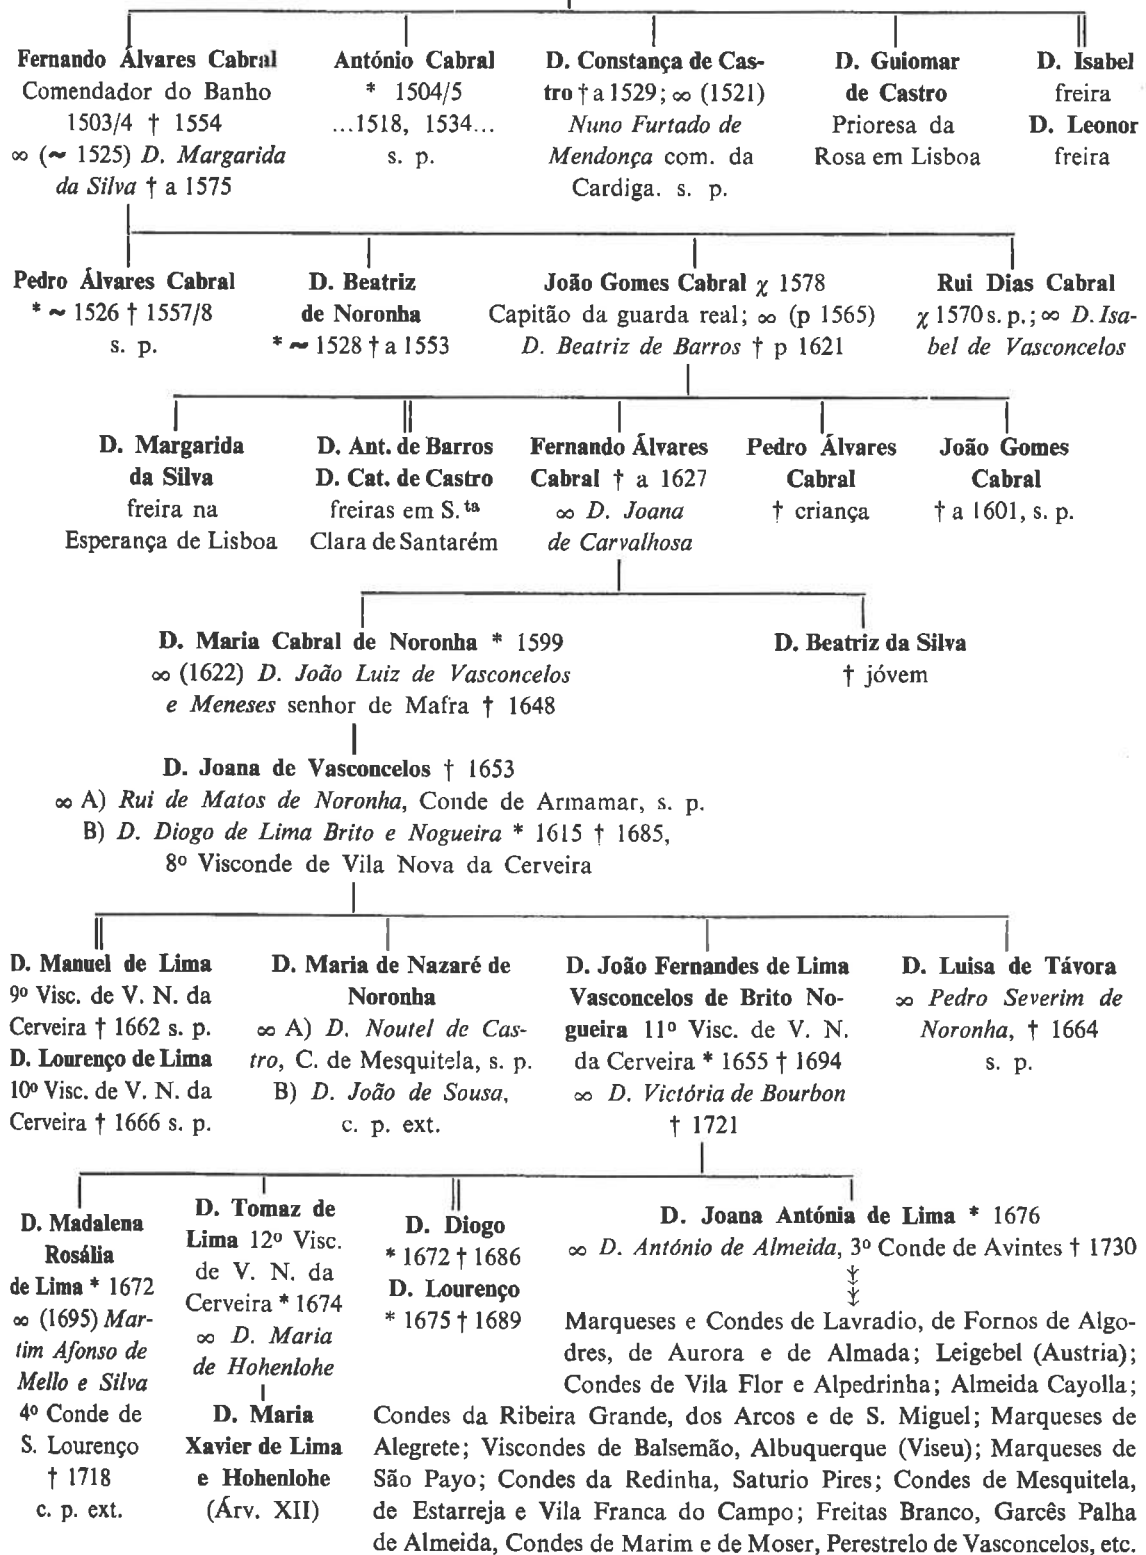 Fernando Álvares Cabral
Comendador do Banho
1503/4 † 1554
∞ (~ 1525) D. Margarida
da Silva † a 1575
António Cabral
* 1504/5
...1518, 1534...
s. p.
D. Constança de Cas-
tro † a 1529; ∞ (1521)
Nuno Furtado de
Mendonça com. da
Cardiga. s. p.
D. Guiomar
de Castro
Prioresa da
Rosa em Lisboa
D. Isabel
freira
D. Leonor
freira
Pedro Álvares Cabral
* ~ 1526 † 1557/8
s. p.
D. Beatriz
de Noronha
* ~ 1528 † a 1553
João Gomes Cabral χ 1578
Capitão da guarda real; ∞ (p 1565)
D. Beatriz de Barros † p 1621
Rui Dias Cabral
χ 1570 s. p.; ∞ D. Isa-
bel de Vasconcelos
D. Margarida
da Silva
freira na
Esperança de Lisboa
D. Ant. de Barros
D. Cat. de Castro
freiras em S.ta
Clara de Santarém
Fernando Álvares
Cabral † a 1627
∞ D. Joana
de Carvalhosa
Pedro Álvares
Cabral
† criança
João Gomes
Cabral
† a 1601, s. p.
D. Maria Cabral de Noronha * 1599
∞ (1622) D. João Luiz de Vasconcelos
e Meneses senhor de Mafra † 1648
D. Beatriz da Silva
† jóvem
D. Joana de Vasconcelos † 1653
∞ A) Rui de Matos de Noronha, Conde de Armamar, s. p.
B) D. Diogo de Lima Brito e Nogueira * 1615 † 1685,
8º Visconde de Vila Nova da Cerveira
D. Manuel de Lima
9º Visc. de V. N. da
Cerveira † 1662 s. p.
D. Lourenço de Lima
10º Visc. de V. N. da
Cerveira † 1666 s. p.
D. Maria de Nazaré de
Noronha
∞ A) D. Noutel de Cas-
tro, C. de Mesquitela, s. p.
B) D. João de Sousa,
c. p. ext.
D. João Fernandes de Lima
Vasconcelos de Brito No-
gueira 11º Visc. de V. N.
da Cerveira * 1655 † 1694
∞ D. Victória de Bourbon
† 1721
D. Luisa de Távora
∞ Pedro Severim de
Noronha, † 1664
s. p.
D. Madalena
Rosália
de Lima * 1672
∞ (1695) Mar-
tim Afonso de
Mello e Silva
4º Conde de
S. Lourenço
† 1718
c. p. ext.
D. Tomaz de
Lima 12º Visc.
de V. N. da
Cerveira * 1674
∞ D. Maria
de Hohenlohe
D. Maria
Xavier de Lima
e Hohenlohe
(Árv. XII)
D. Diogo
* 1672 † 1686
D. Lourenço
* 1675 † 1689
D. Joana Antónia de Lima * 1676
∞ D. António de Almeida, 3º Conde de Avintes † 1730
Marqueses e Condes de Lavradio, de Fornos de Algo-
dres, de Aurora e de Almada; Leigebel (Austria);
Condes de Vila Flor e Alpedrinha; Almeida Cayolla;
Condes da Ribeira Grande, dos Arcos e de S. Miguel; Marqueses de
Alegrete; Viscondes de Balsemão, Albuquerque (Viseu); Marqueses de
São Payo; Condes da Redinha, Saturio Pires; Condes de Mesquitela,
de Estarreja e Vila Franca do Campo; Freitas Branco, Garcês Palha
de Almeida, Condes de Marim e de Moser, Perestrelo de Vasconcelos, etc.